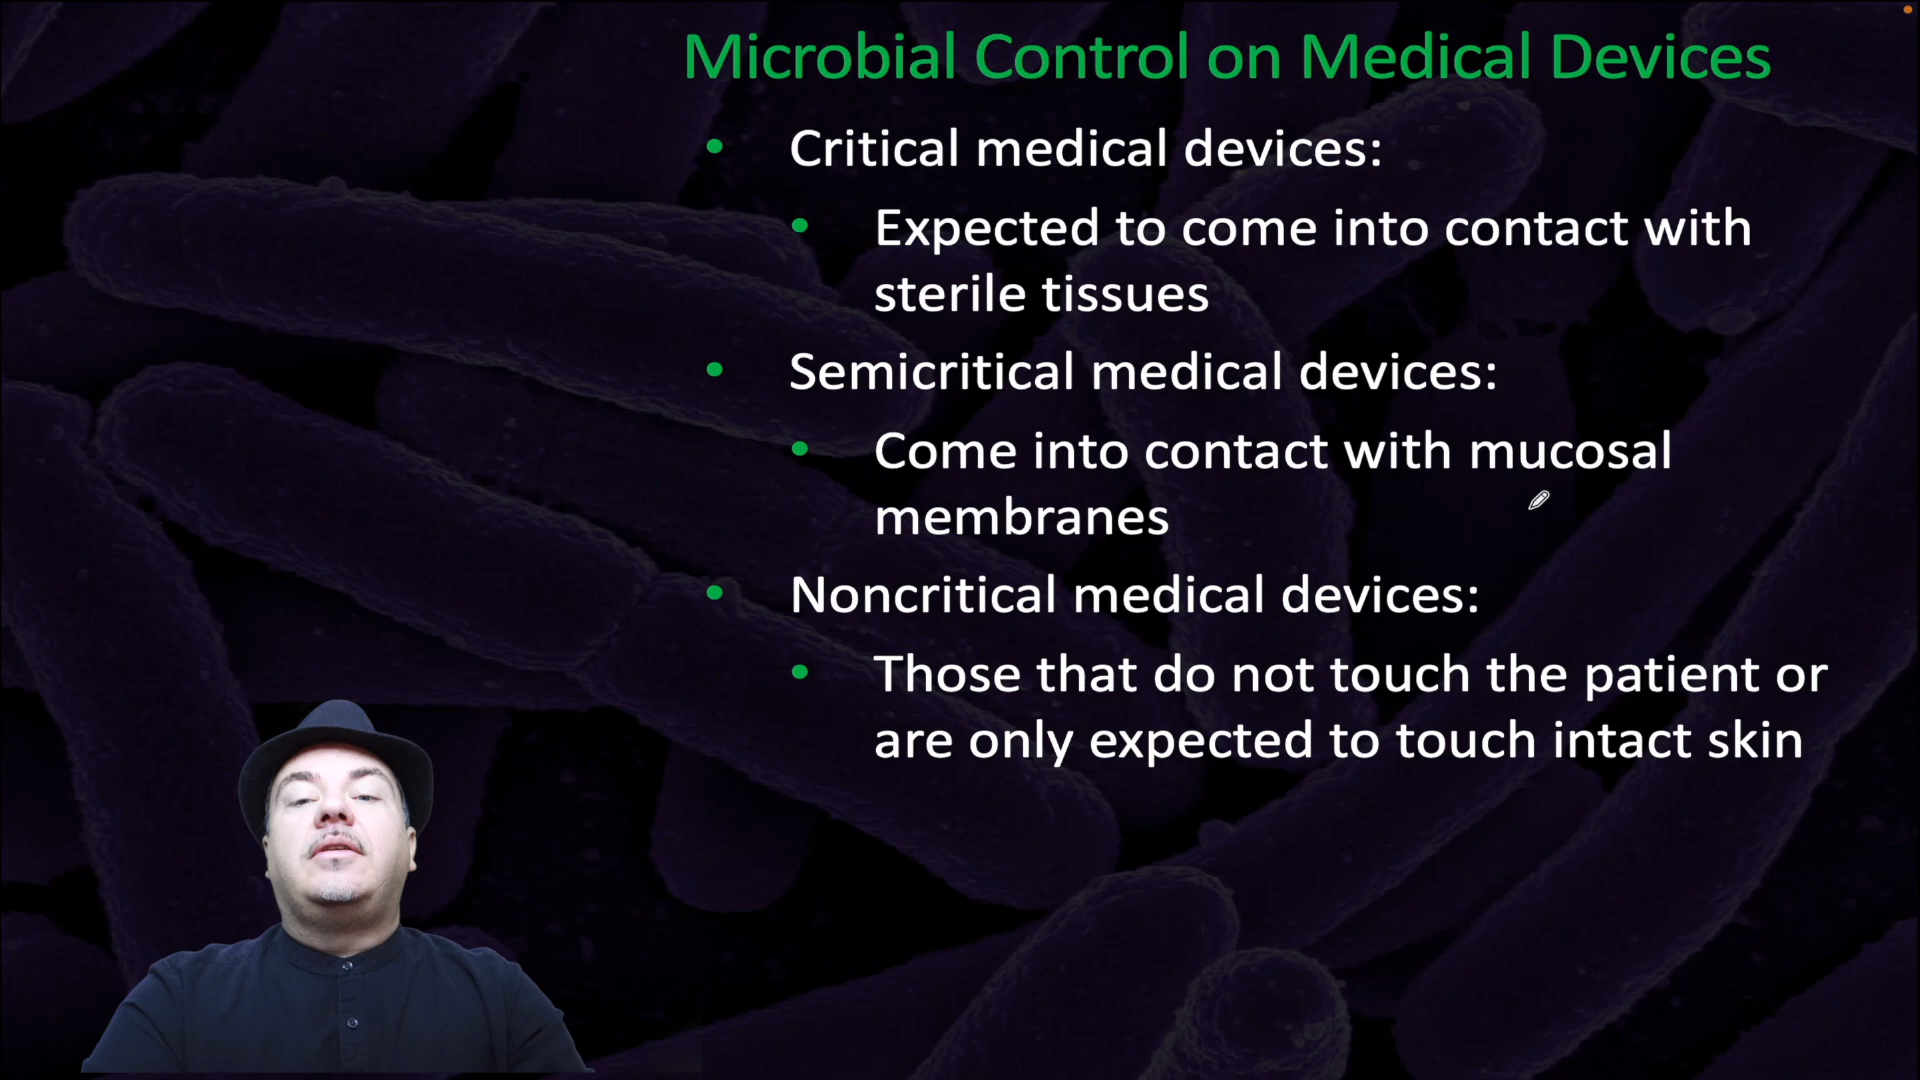 Microbial Control on Medical Devices
• Critical medical devices:
• Expected to come into contact with
sterile tissues
• Semicritical medical devices:
• Come into contact with mucosal
membranes
• Noncritical medical devices:
• Those that do not touch the patient or
are only expected to touch intact skin